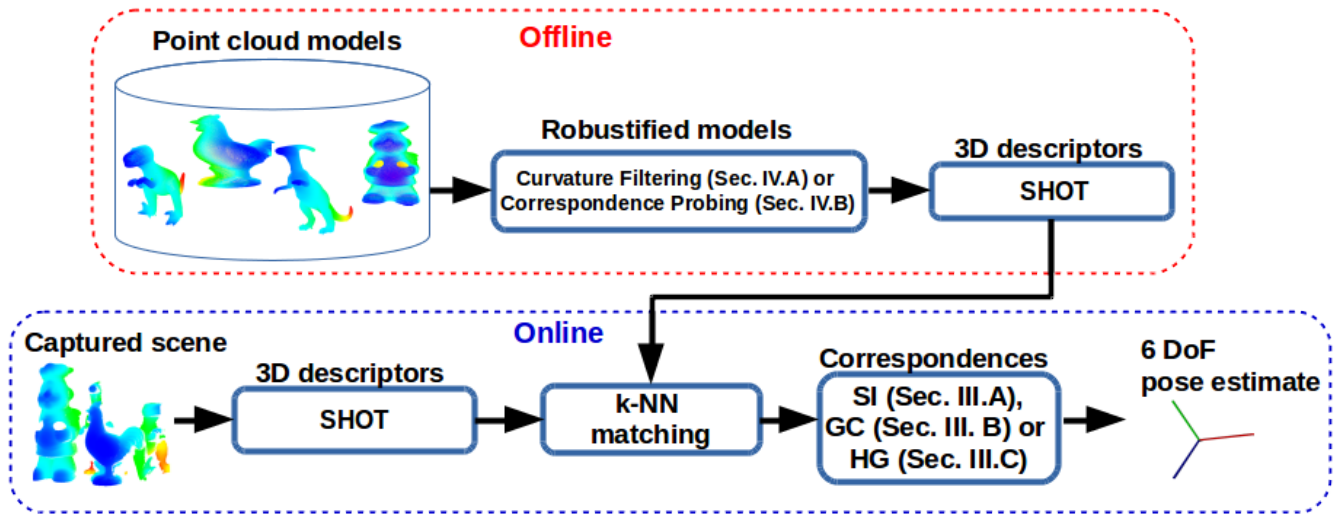 Offline
Point cloud models
Robustified models
Curvature Filtering (Sec. IV.A) or
Correspondence Probing (Sec. IV.B)
3D descriptors
SHOT
Online
Captured scene
3D descriptors
SHOT
k-NN
matching
Correspondences
SI (Sec. III.A),
GC (Sec. III. B) or
HG (Sec. III.C)
6 DoF
pose estimate